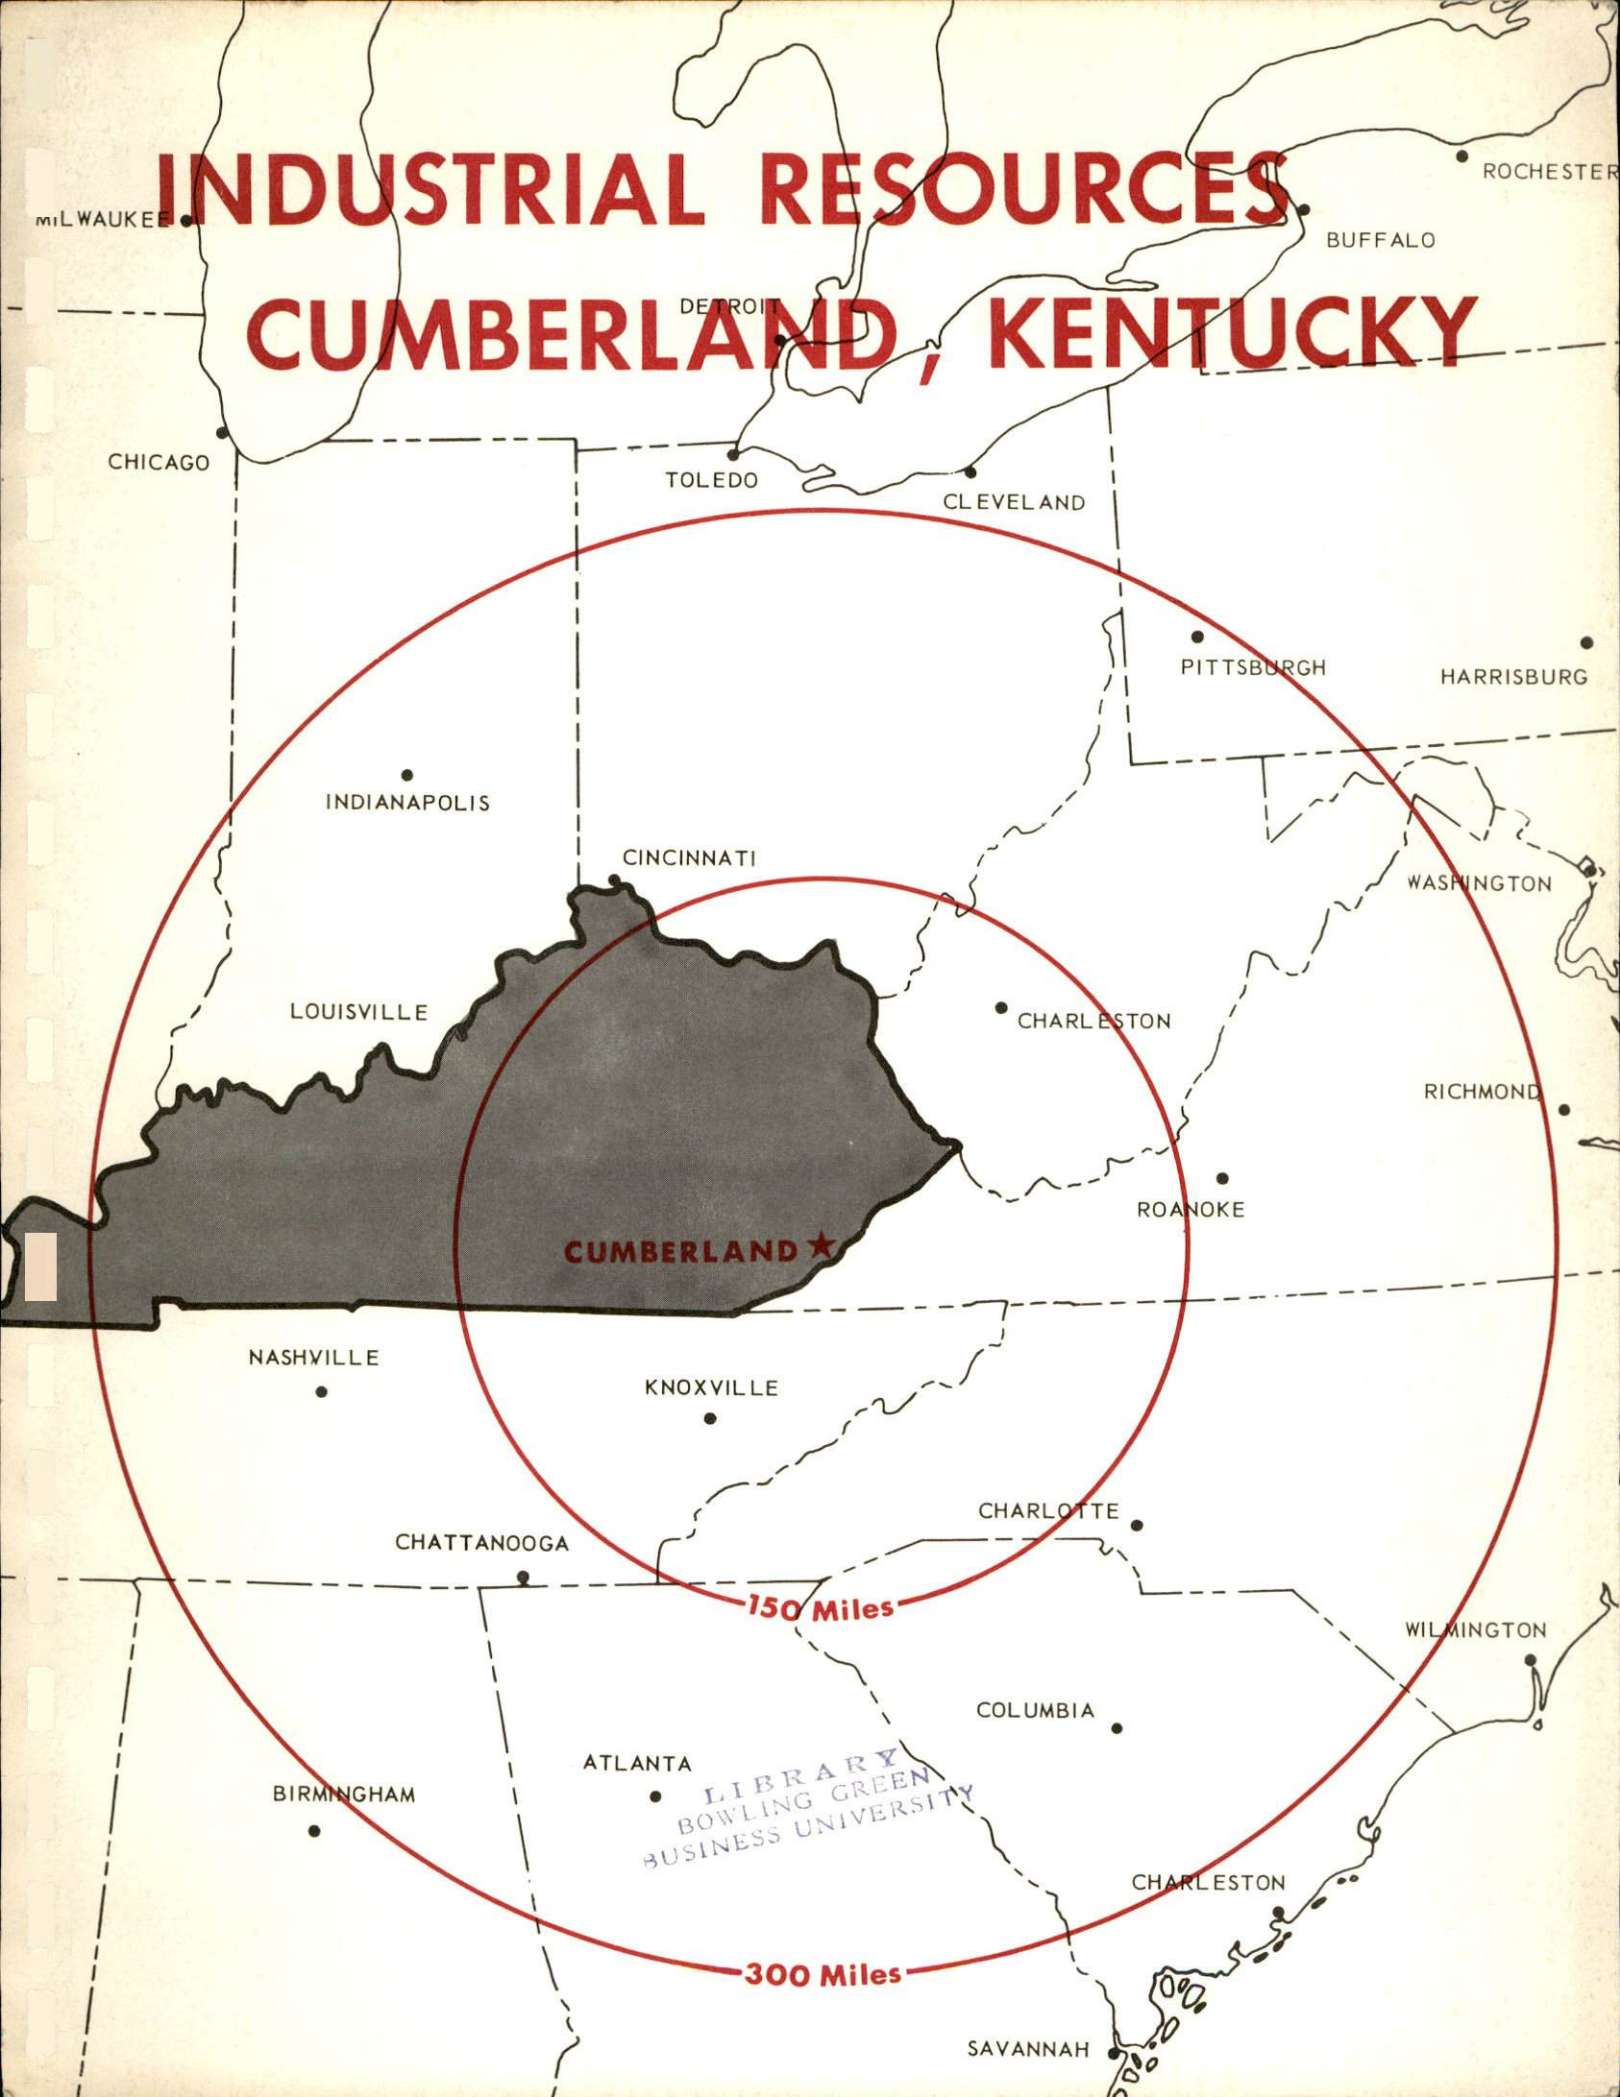 INDUSTRIAL RESOURCES
CUMBERLAND, KENTUCKY
ROCHESTER
MILWAUKEE
BUFFALO
DETROIT
CHICAGO
TOLEDO
CLEVELAND
PITTSBURGH
HARRISBURG
INDIANAPOLIS
CINCINNATI
WASHINGTON
LOUISVILLE
CHARLESTON
RICHMOND
ROANOKE
CUMBERLAND
NASHVILLE
KNOXVILLE
CHARLOTTE
CHATTANOOGA
150 Miles
WILMINGTON
COLUMBIA
ATLANTA
BIRMINGHAM
LIBRARY
BOWLING GREEN
BUSINESS UNIVERSITY
CHARLESTON
300 Miles
SAVANNAH